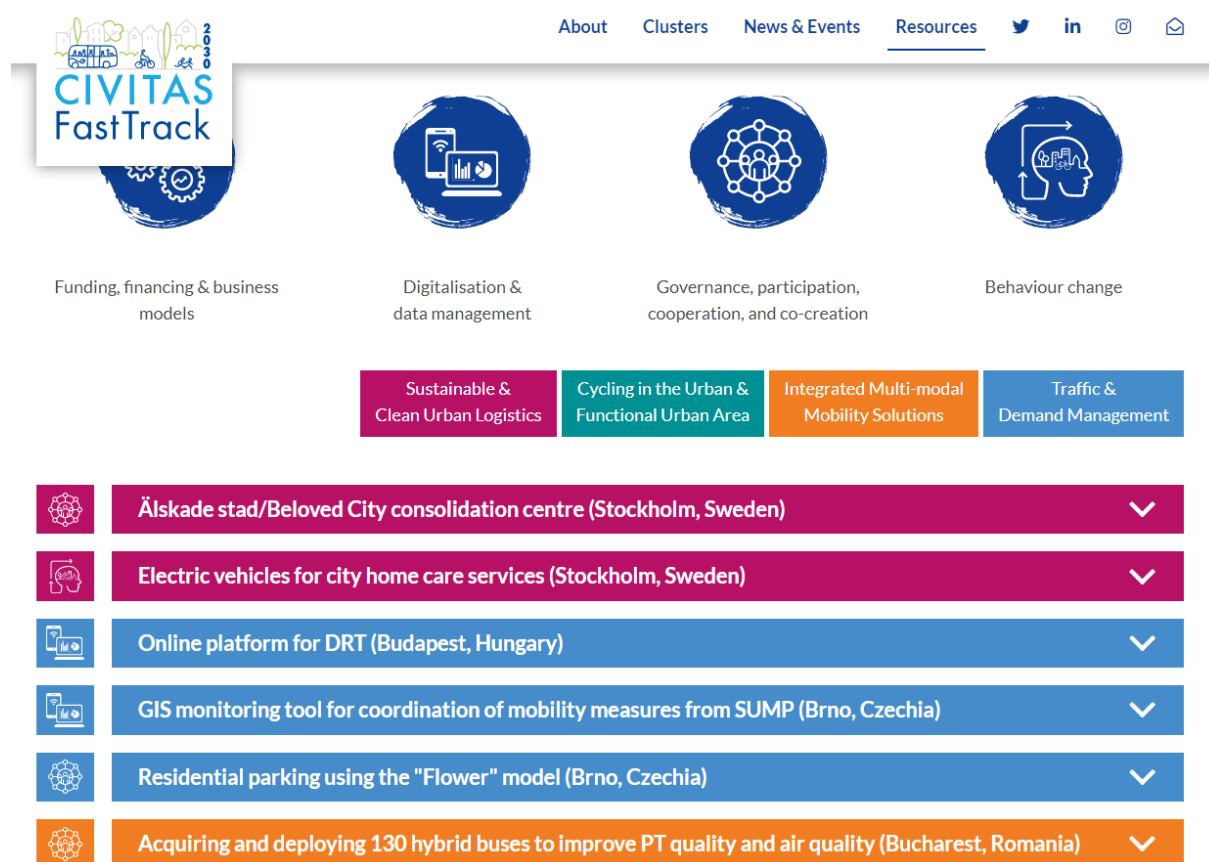 About Clusters News & Events Resources
2030
CIVITAS
FastTrack
Funding, financing & business
models
Digitalisation &
data management
Governance, participation,
cooperation, and co-creation
Behaviour change
Sustainable &
Clean Urban Logistics
Cycling in the Urban &
Functional Urban Area
Integrated Multi-modal
Mobility Solutions
Traffic &
Demand Management
Älskade stad/Beloved City consolidation centre (Stockholm, Sweden)
Electric vehicles for city home care services (Stockholm, Sweden)
Online platform for DRT (Budapest, Hungary)
GIS monitoring tool for coordination of mobility measures from SUMP (Brno, Czechia)
Residential parking using the "Flower" model (Brno, Czechia)
Acquiring and deploying 130 hybrid buses to improve PT quality and air quality (Bucharest, Romania)